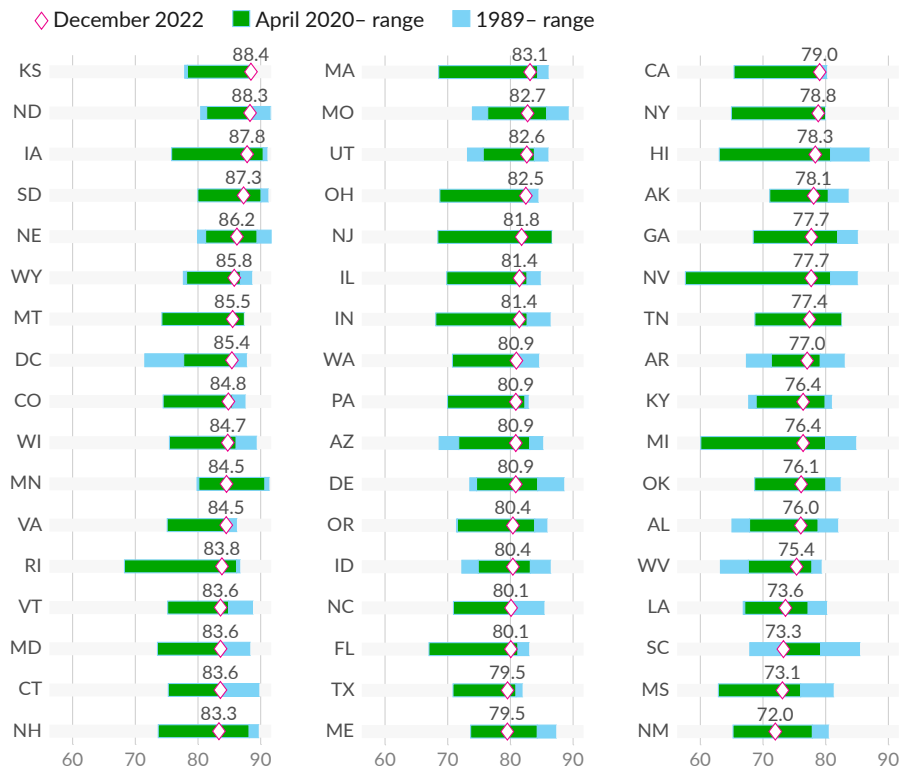 December 2022 April 2020– range 1989– range
88.4 83.1 79.0
KS MA CA
88.3 82.7 78.8
ND MO NY
87.8 82.6 78.3
IA UT HI
87.3 82.5 78.1
SD OH AK
86.2 81.8 77.7
NE NJ GA
85.8 81.4 77.7
WY IL NV
85.5 81.4 77.4
MT IN TN
85.4 80.9 77.0
DC WA AR
84.8 80.9 76.4
CO PA KY
84.7 80.9 76.4
WI AZ MI
84.5 80.9 76.1
MN DE OK
84.5 80.4 76.0
VA OR AL
83.8 80.4 75.4
RI ID WV
83.6 80.1 73.6
VT NC LA
83.6 80.1 73.3
MD FL SC
83.6 79.5 73.1
CT TX MS
83.3 79.5 72.0
NH ME NM
60 70 80 90 60 70 80 90 60 70 80 90